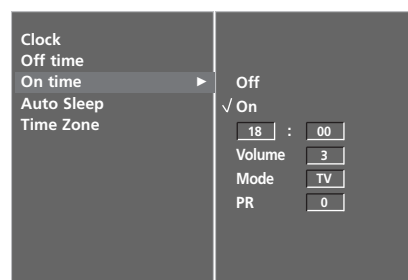 Clock
Off time
On time ►
Auto Sleep
Time Zone
Off
√ On
18 : 00
Volume 3
Mode TV
PR 0